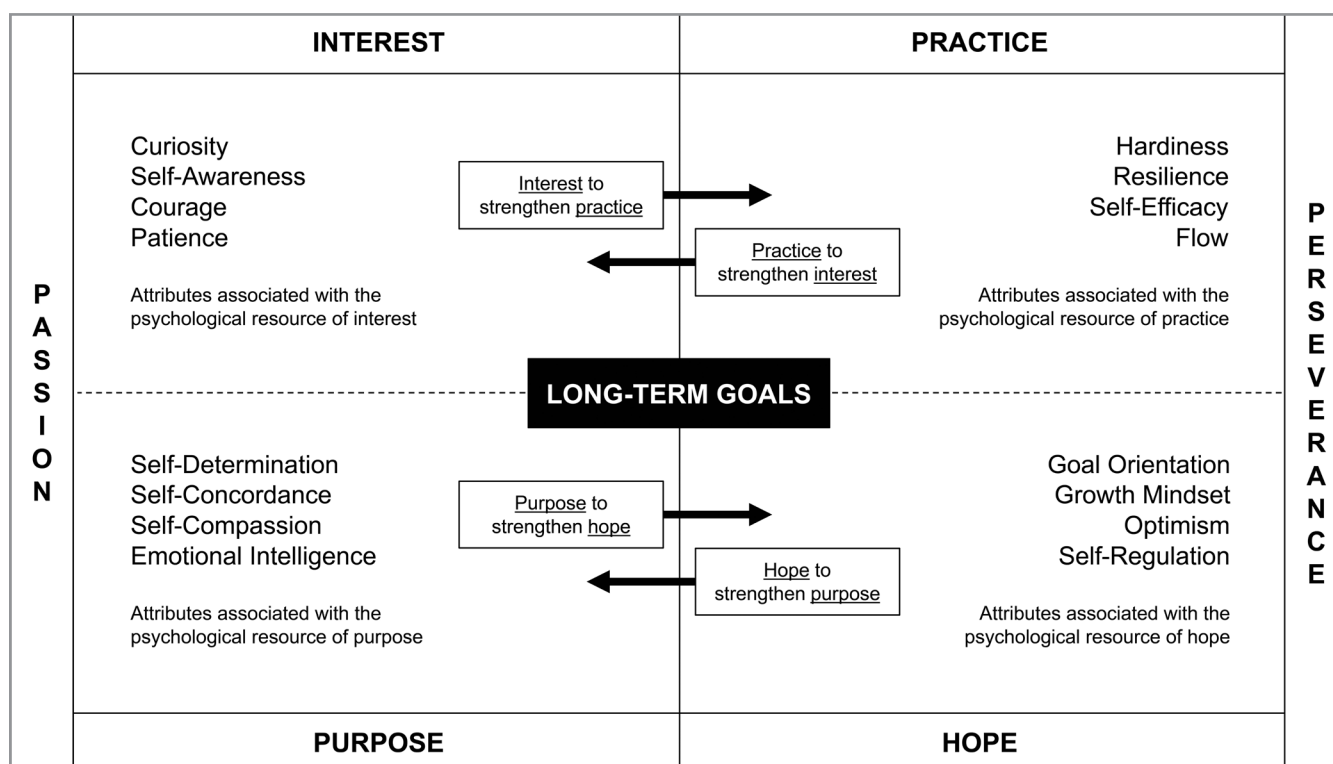 INTEREST
PRACTICE
PASSION
Curiosity
Self-Awareness
Courage
Patience
Attributes associated with the
psychological resource of interest
Interest to
strengthen practice
Practice to
strengthen interest
Hardiness
Resilience
Self-Efficacy
Flow
Attributes associated with the
psychological resource of practice
PERSEVERANCE
LONG-TERM GOALS
Self-Determination
Self-Concordance
Self-Compassion
Emotional Intelligence
Attributes associated with the
psychological resource of purpose
Purpose to
strengthen hope
Hope to
strengthen purpose
Goal Orientation
Growth Mindset
Optimism
Self-Regulation
Attributes associated with the
psychological resource of hope
PURPOSE
HOPE